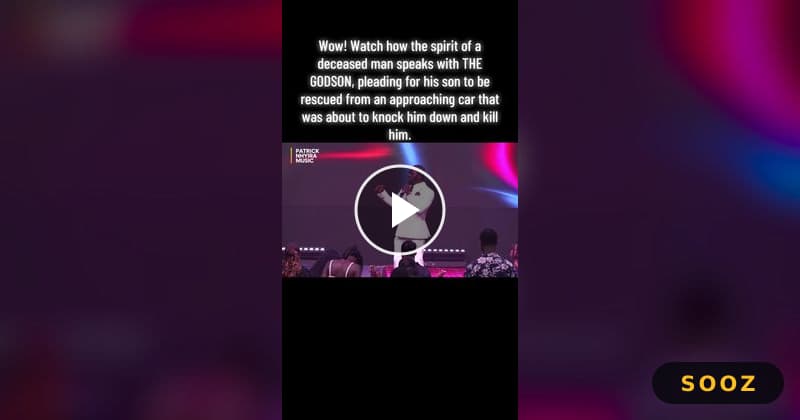 Wow! Watch how the spirit of a
deceased man speaks with THE
GODSON, pleading for his son to be
rescued from an approaching car that
was about to knock him down and kill
him.
PATRICK
NHYIRA
MUSIC
SOOZ